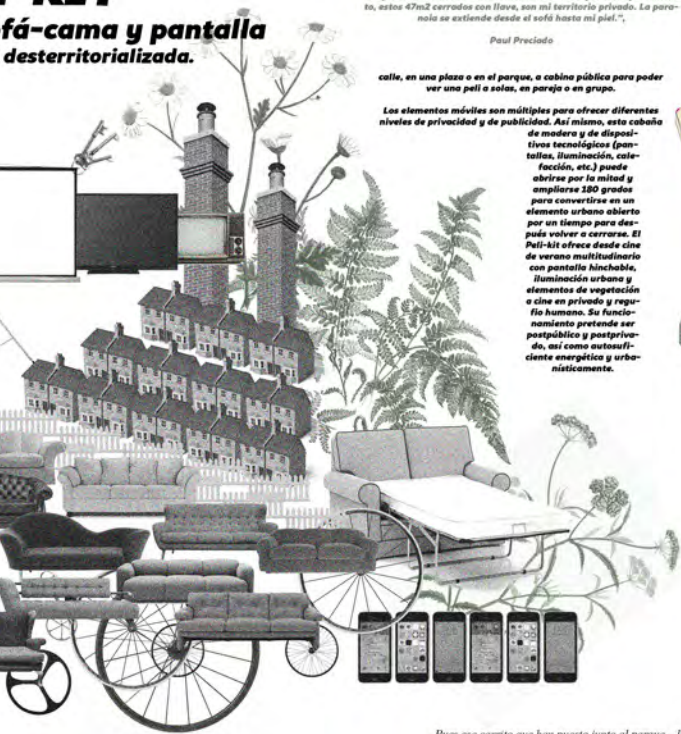 KIT
fá-cama y pantalla
desterritorializada.
to, estos 47m2 cerrados con llave, son mi territorio privado. La para-
noia se extiende desde el sofá hasta mi piel.",
Paul Preciado
calle, en una plaza o en el parque, a cabina pública para poder
ver una peli a solas, en pareja o en grupo.
Los elementos móviles son múltiples para ofrecer diferentes
niveles de privacidad y de publicidad. Así mismo, esta cabaña
de madera y de disposi-
tivos tecnológicos (pan-
tallas, iluminación, cale-
facción, etc.) puede
abrirse por la mitad y
ampliarse 180 grados
para convertirse en un
elemento urbano abierto
por un tiempo para des-
pués volver a cerrarse. El
Peli-kit ofrece desde cine
de verano multitudinario
con pantalla hinchable,
iluminación urbana y
elementos de vegetación
a cine en privado y regu-
fio humano. Su funcio-
namiento pretende ser
postpúblico y postpriva-
do, así como autosufi-
ciente energética y urba-
nísticamente.